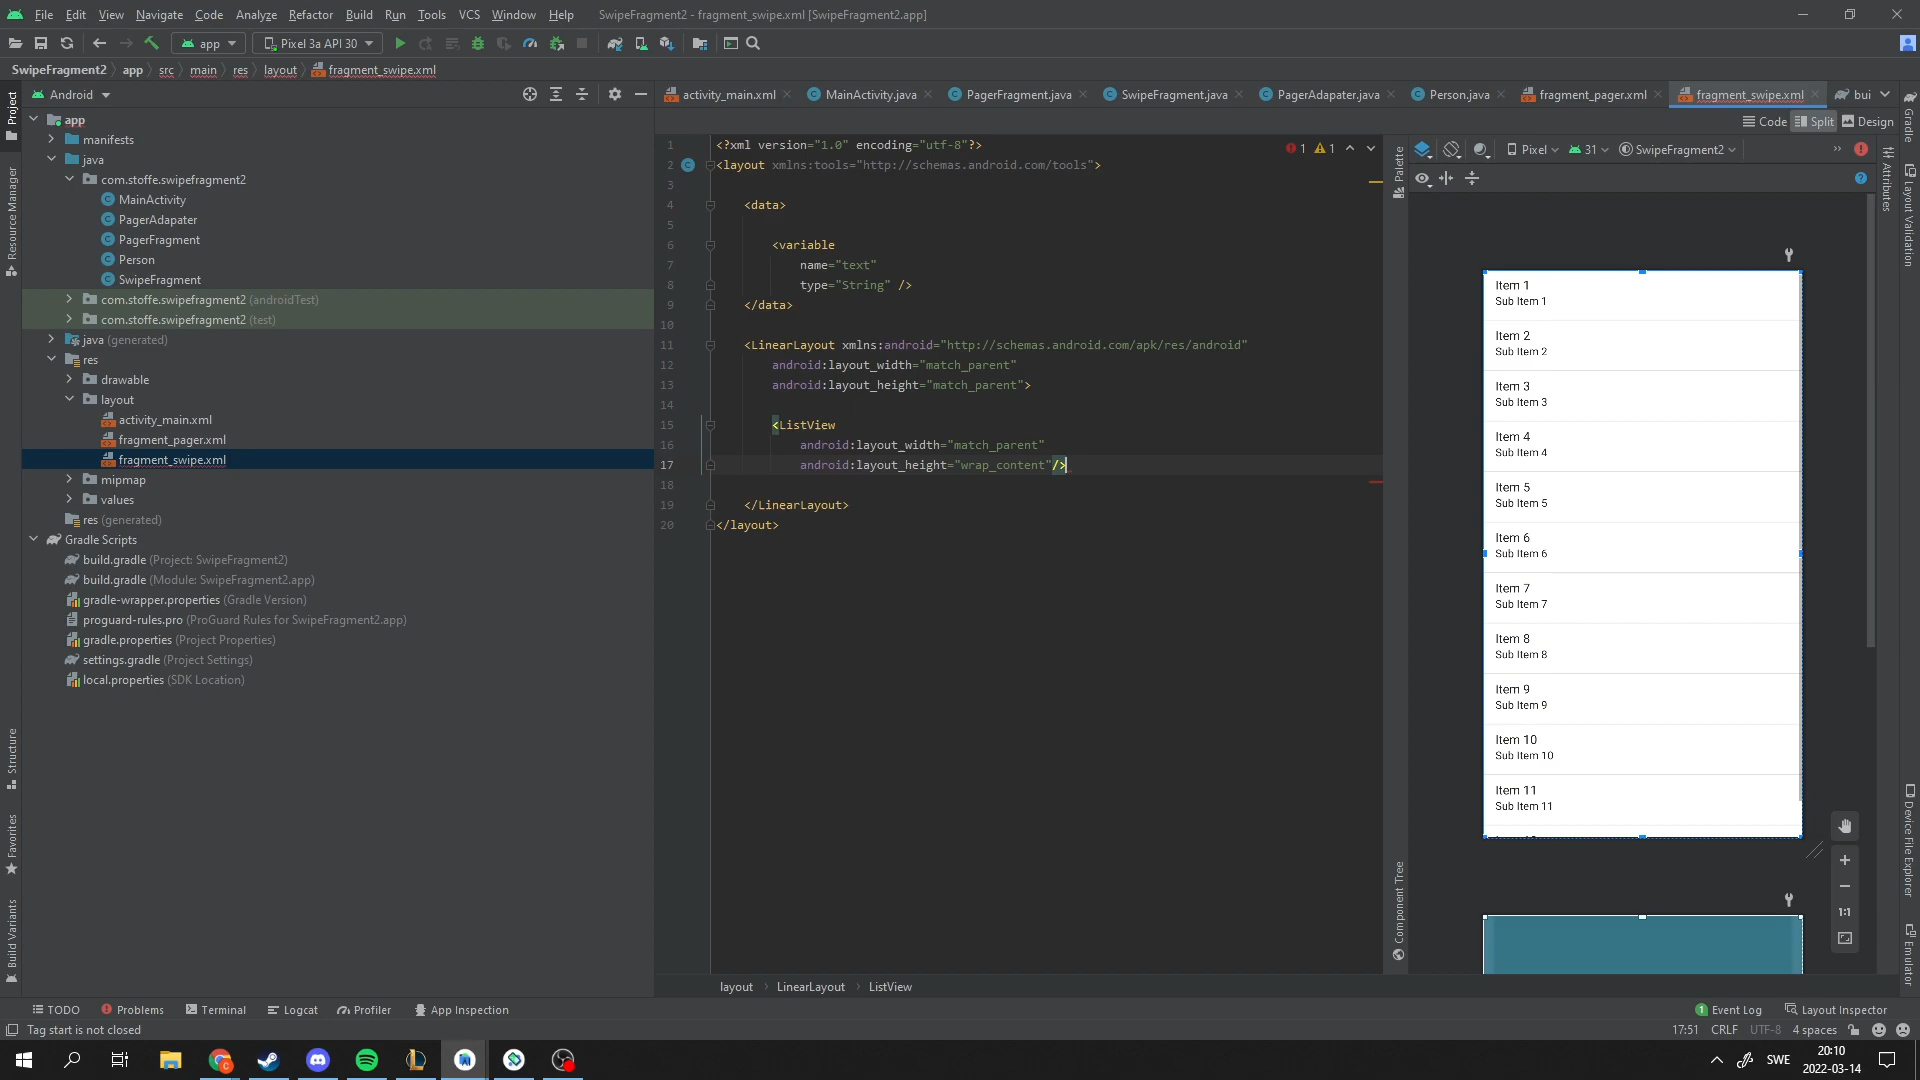 File Edit View Navigate Code Analyze Refactor Build Run Tools VCS Window Help SwipeFragment2 - fragment_swipe.xml [SwipeFragment2.app]
app Pixel 3a API 30
SwipeFragment2 app src main res layout fragment_swipe.xml
Android
activity_main.xml MainActivity.java PagerFragment.java SwipeFragment.java PagerAdapater.java Person.java fragment_pager.xml fragment_swipe.xml bui
Code Split Design
Project
Resource Manager
Structure
Favorites
Build Variants
app
manifests
java
com.stoffe.swipefragment2
MainActivity
PagerAdapater
PagerFragment
Person
SwipeFragment
com.stoffe.swipefragment2 (androidTest)
com.stoffe.swipefragment2 (test)
java (generated)
res
drawable
layout
activity_main.xml
fragment_pager.xml
fragment_swipe.xml
mipmap
values
res (generated)
Gradle Scripts
build.gradle (Project: SwipeFragment2)
build.gradle (Module: SwipeFragment2.app)
gradle-wrapper.properties (Gradle Version)
proguard-rules.pro (ProGuard Rules for SwipeFragment2.app)
gradle.properties (Project Properties)
settings.gradle (Project Settings)
local.properties (SDK Location)
1 <?xml version="1.0" encoding="utf-8"?>
2 <layout xmlns:tools="http://schemas.android.com/tools">
3
4 <data>
5
6 <variable
7 name="text"
8 type="String" />
9 </data>
10
11 <LinearLayout xmlns:android="http://schemas.android.com/apk/res/android"
12 android:layout_width="match_parent"
13 android:layout_height="match_parent">
14
15 <ListView
16 android:layout_width="match_parent"
17 android:layout_height="wrap_content"/>
18
19 </LinearLayout>
20 </layout>
1 1
Palette
Component Tree
Pixel 31 SwipeFragment2
Item 1
Sub Item 1
Item 2
Sub Item 2
Item 3
Sub Item 3
Item 4
Sub Item 4
Item 5
Sub Item 5
Item 6
Sub Item 6
Item 7
Sub Item 7
Item 8
Sub Item 8
Item 9
Sub Item 9
Item 10
Sub Item 10
Item 11
Sub Item 11
1:1
Attributes
Gradle
Layout Validation
Device File Explorer
Emulator
layout LinearLayout ListView
TODO Problems Terminal Logcat Profiler App Inspection 1 Event Log Layout Inspector
Tag start is not closed 17:51 CRLF UTF-8 4 spaces
SWE
20:10
2022-03-14